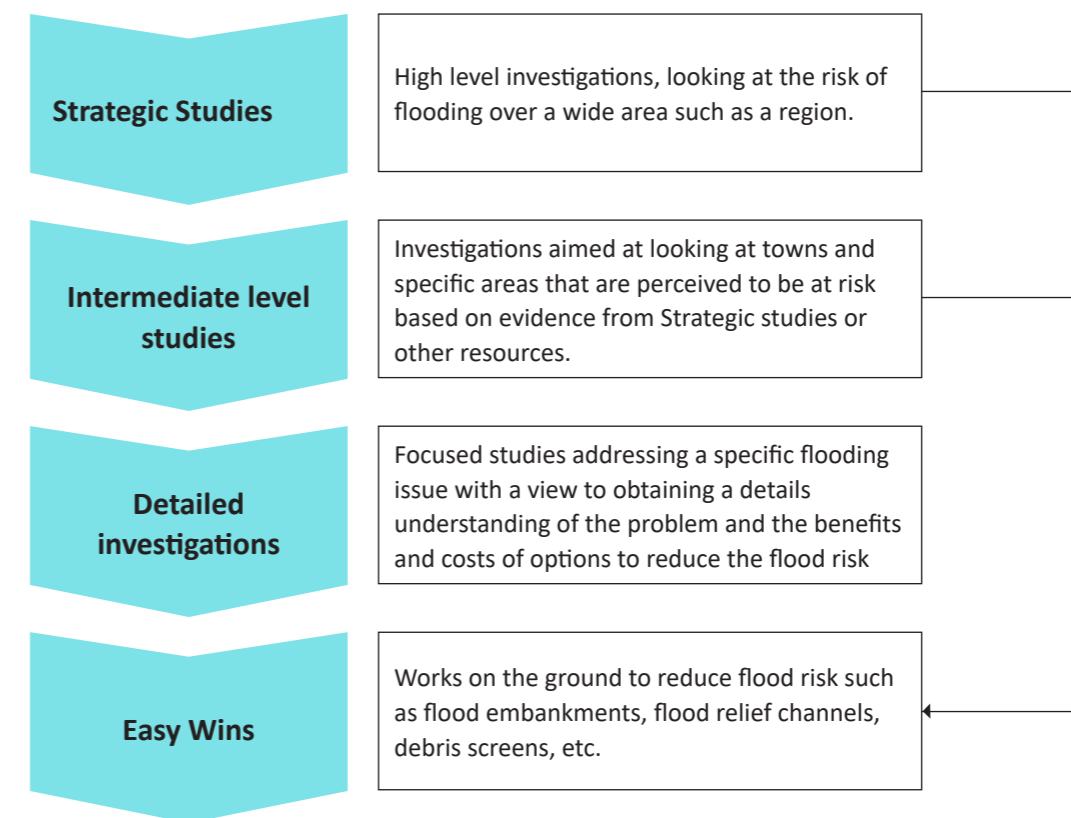 Strategic Studies
High level investigations, looking at the risk of
flooding over a wide area such as a region.
Intermediate level
studies
Investigations aimed at looking at towns and
specific areas that are perceived to be at risk
based on evidence from Strategic studies or
other resources.
Detailed
investigations
Focused studies addressing a specific flooding
issue with a view to obtaining a details
understanding of the problem and the benefits
and costs of options to reduce the flood risk
Easy Wins
Works on the ground to reduce flood risk such
as flood embankments, flood relief channels,
debris screens, etc.